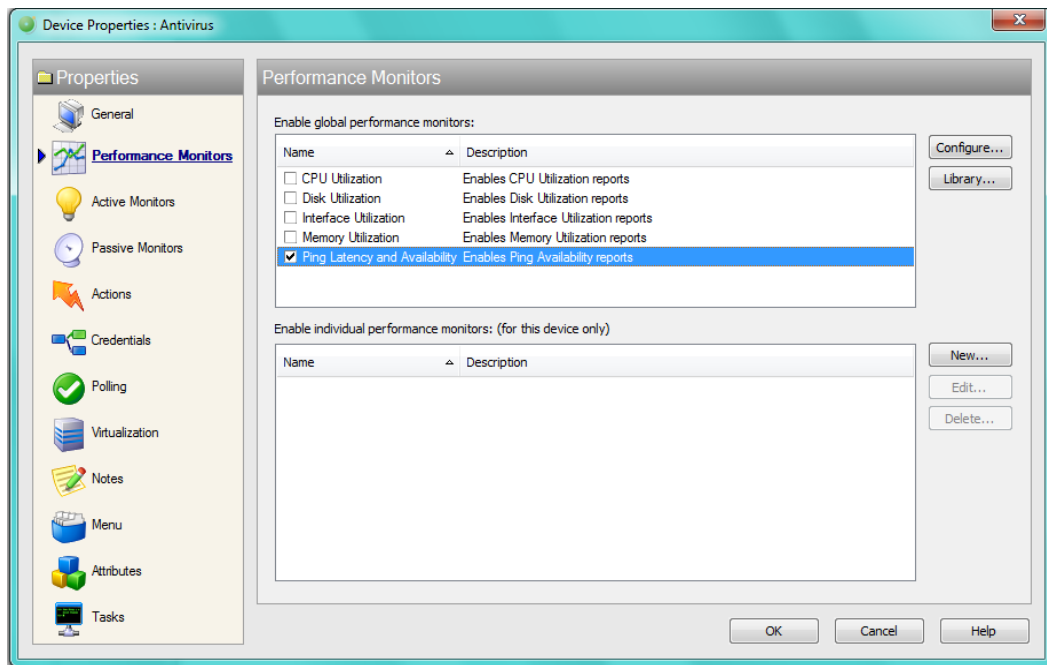 Device Properties : Antivirus
x
Properties
General
Performance Monitors
Active Monitors
Passive Monitors
Actions
Credentials
Polling
Virtualization
Notes
Menu
Attributes
Tasks
Performance Monitors
Enable global performance monitors:
Name Description
CPU Utilization Enables CPU Utilization reports
Disk Utilization Enables Disk Utilization reports
Interface Utilization Enables Interface Utilization reports
Memory Utilization Enables Memory Utilization reports
Ping Latency and Availability Enables Ping Availability reports
Configure...
Library...
Enable individual performance monitors: (for this device only)
Name Description
New...
Edit...
Delete...
OK Cancel Help